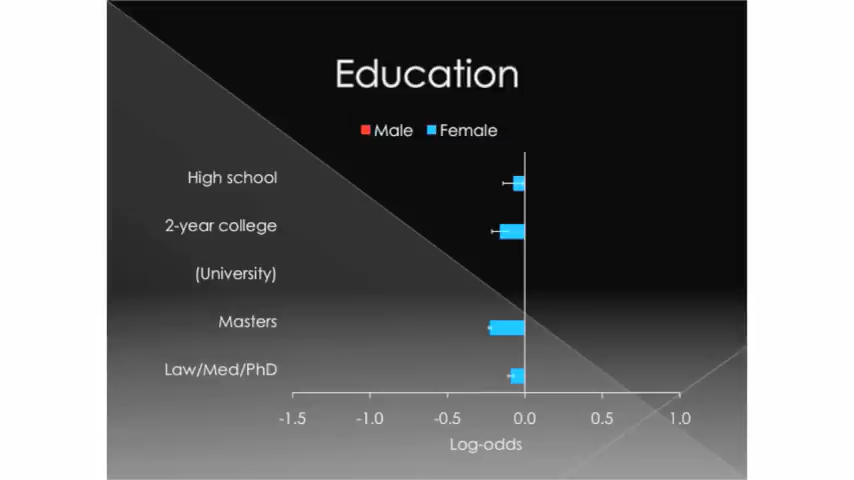 Education
Male Female
High school
2-year college
(University)
Masters
Law/Med/PhD
-1.5 -1.0 -0.5 0.0 0.5 1.0
Log-odds